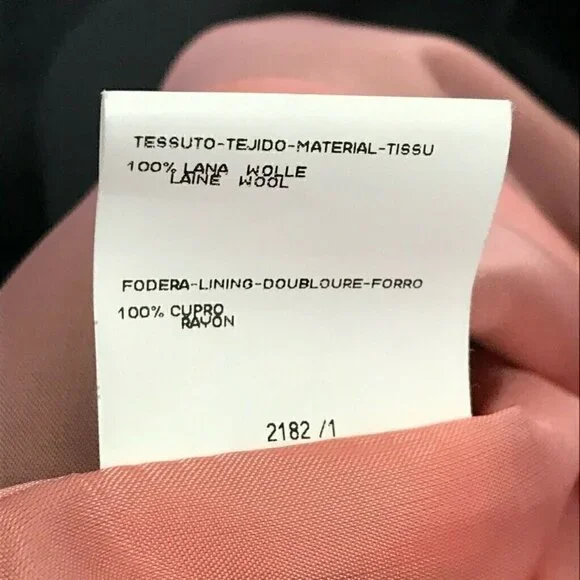 TESSUTO-TEJIDO-MATERIAL-TISSU
100% LANA WOLLE
LAINE WOOL
FODERA-LINING-DOUBLOURE-FORRO
100% CUPRO
RAYON
2182 /1